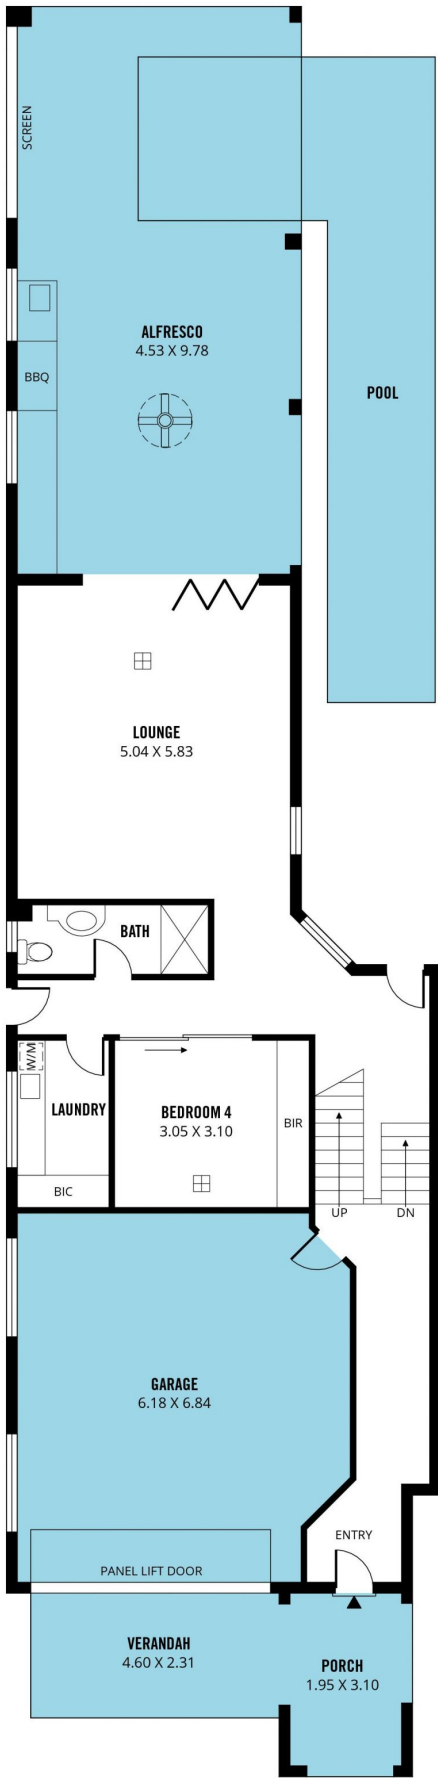 SCREEN
ALFRESCO
4.53 X 9.78
BBQ
POOL
LOUNGE
5.04 X 5.83
BATH
W/M
LAUNDRY
BEDROOM 4
3.05 X 3.10
BIR
BIC
UP
DN
GARAGE
6.18 X 6.84
ENTRY
PANEL LIFT DOOR
VERANDAH
4.60 X 2.31
PORCH
1.95 X 3.10